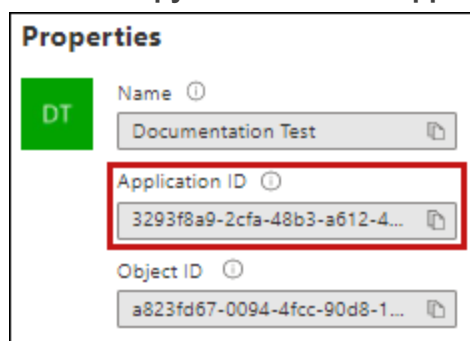 Properties
DT
Name
Documentation Test
Application ID
3293f8a9-2cfa-48b3-a612-4...
Object ID
a823fd67-0094-4fcc-90d8-1...